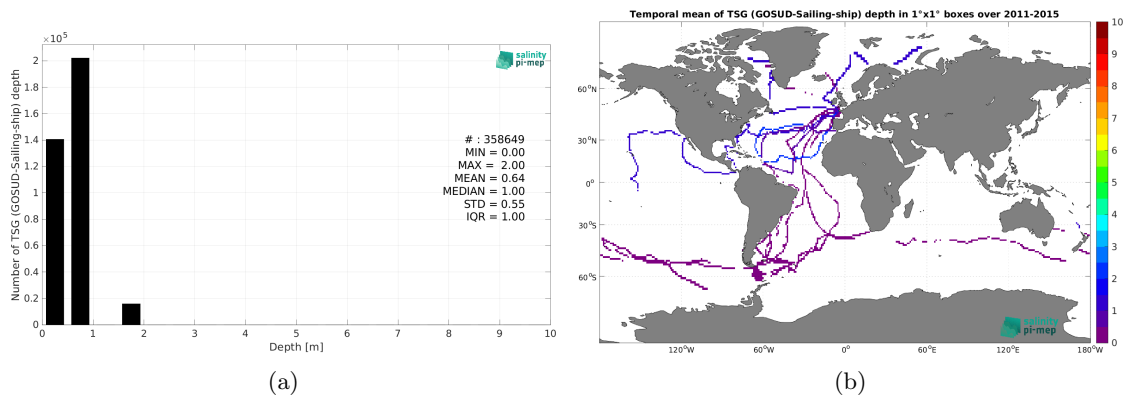 ×10⁵
2
1.8
1.6
1.4
1.2
1
0.8
0.6
0.4
0.2
0
Number of TSG (GOSUD-Sailing-ship) depth
salinity
pi-mep
# : 358649
MIN = 0.00
MAX = 2.00
MEAN = 0.64
MEDIAN = 1.00
STD = 0.55
IQR = 1.00
0 1 2 3 4 5 6 7 8 9 10
Depth [m]
(a)
Temporal mean of TSG (GOSUD-Sailing-ship) depth in 1°x1° boxes over 2011-2015
60°N
30°N
0°
30°S
60°S
120°W 60°W 0° 60°E 120°E 180°W
salinity
pi-mep
10
9
8
7
6
5
4
3
2
1
0
(b)